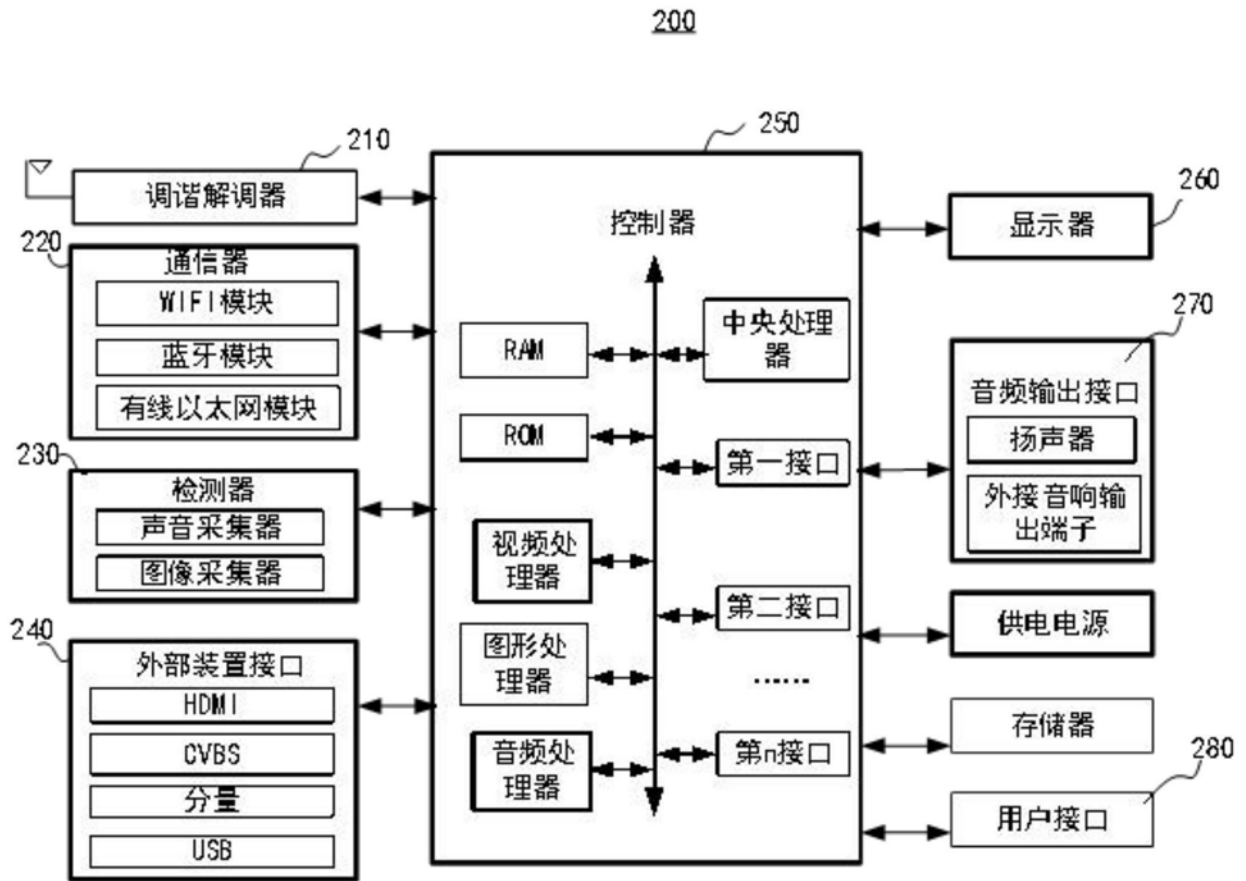 200
210
调谐解调器
220
通信器
WIFI模块
蓝牙模块
有线以太网模块
230
检测器
声音采集器
图像采集器
240
外部装置接口
HDMI
CVBS
分量
USB
250
控制器
RAM
ROM
视频处
理器
图形处
理器
音频处
理器
中央处理
器
第一接口
第二接口
……
第n接口
260
显示器
270
音频输出接口
扬声器
外接音响输
出端子
供电电源
存储器
280
用户接口